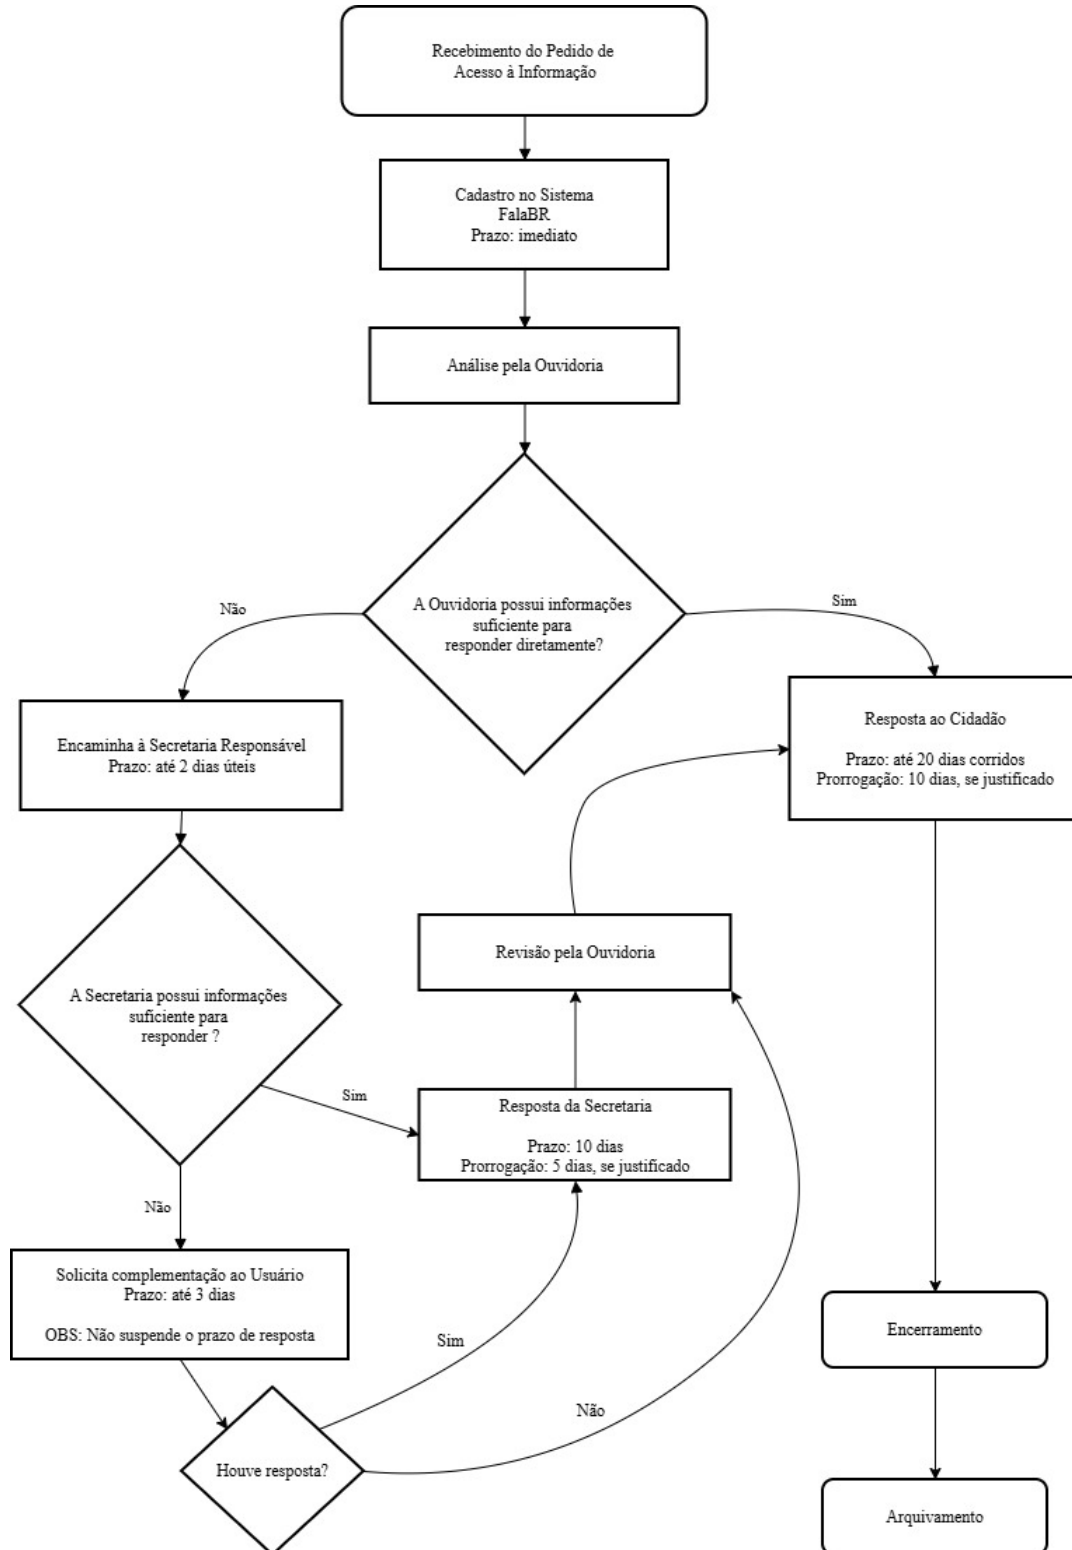 Recebimento do Pedido de
Acesso à Informação
Cadastro no Sistema
FalaBR
Prazo: imediato
Análise pela Ouvidoria
A Ouvidoria possui informações
suficiente para
responder diretamente?
Não
Sim
Encaminha à Secretaria Responsável
Prazo: até 2 dias úteis
Resposta ao Cidadão
Prazo: até 20 dias corridos
Prorrogação: 10 dias, se justificado
A Secretaria possui informações
suficiente para
responder ?
Revisão pela Ouvidoria
Sim
Resposta da Secretaria
Prazo: 10 dias
Prorrogação: 5 dias, se justificado
Não
Solicita complementação ao Usuário
Prazo: até 3 dias
OBS: Não suspende o prazo de resposta
Sim
Não
Houve resposta?
Encerramento
Arquivamento